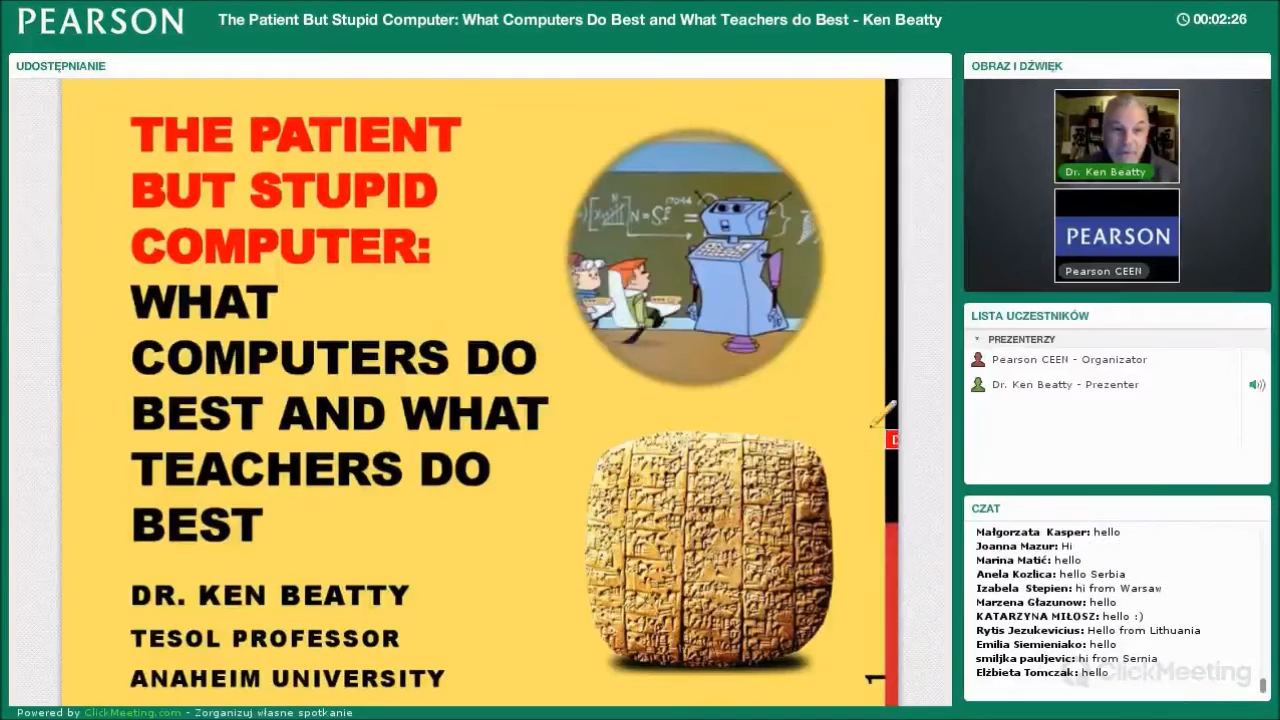 PEARSON
The Patient But Stupid Computer: What Computers Do Best and What Teachers do Best - Ken Beatty
00:02:26
UDOSTĘPNIANIE
THE PATIENT
BUT STUPID
COMPUTER:
WHAT
COMPUTERS DO
BEST AND WHAT
TEACHERS DO
BEST
DR. KEN BEATTY
TESOL PROFESSOR
ANAHEIM UNIVERSITY
1
OBRAZ I DŹWIĘK
Dr. Ken Beatty
PEARSON
Pearson CEEN
LISTA UCZESTNIKÓW
PREZENTERZY
Pearson CEEN - Organizator
Dr. Ken Beatty - Prezenter
CZAT
Małgorzata Kasper: hello
Joanna Mazur: Hi
Marina Matić: hello
Anela Kozlica: hello Serbia
Izabela Stepien: hi from Warsaw
Marzena Głazunow: hello
KATARZYNA MIŁOSZ: hello :)
Rytis Jezukevicius: Hello from Lithuania
Emilia Siemieniako: hello
smiljka pauljevic: hi from Sernia
Elżbieta Tomczak: hello
ClickMeeting
Powered by ClickMeeting.com - Zorganizuj własne spotkanie